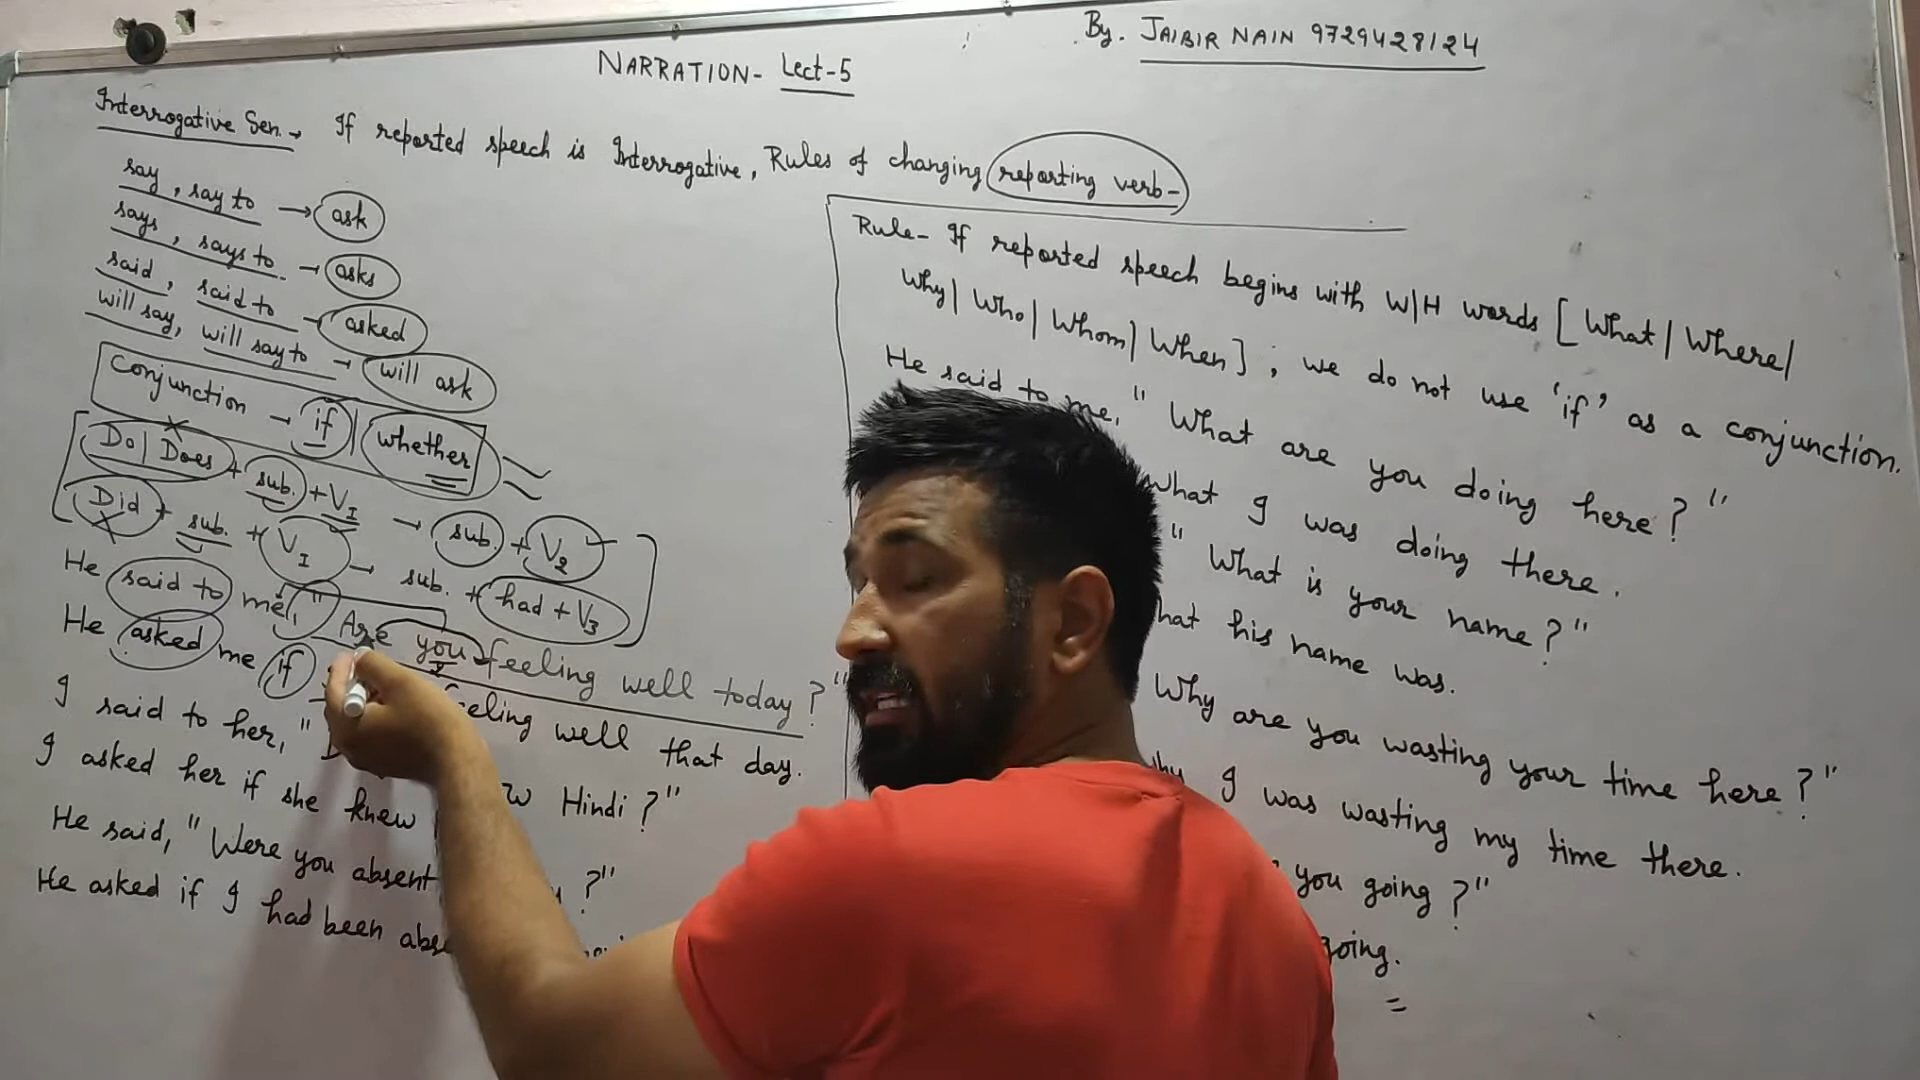 By. JAIBIR NAIN 9729428124
NARRATION- Lect-5
Interrogative Sen. → If reported speech is Interrogative, Rules of changing reporting verb-
say, say to → ask
says, says to → asks
said, said to → asked
will say, will say to → will ask
Conjunction → if | whether
Do | Does + sub. + V1 → sub + V2
Did + sub. + V1 → sub. + had + V3
He said to me, " Are you feeling well today ? "
He asked me if feeling well that day.
I said to her, " Hindi ? "
I asked her if she knew
He said, " Were you absent ? "
He asked if I had been
Rule- If reported speech begins with W|H words [ What | Where |
Why | Who | Whom | When ] , we do not use 'if' as a conjunction.
He said to me, " What are you doing here ? "
what I was doing there.
" What is your name ? "
his name was.
Why are you wasting your time here ? "
I was wasting my time there.
you going ? "
going.